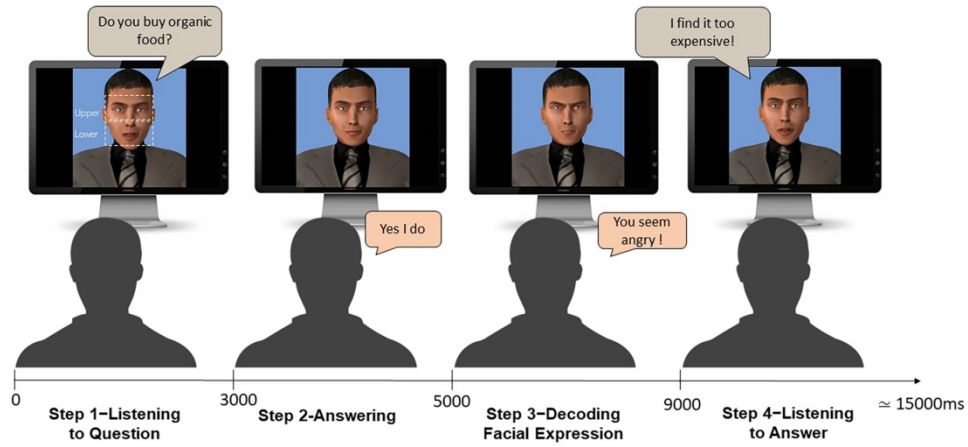 Do you buy organic
food?
I find it too
expensive!
Upper
Lower
Yes I do
You seem
angry !
0
3000
5000
9000
≃ 15000ms
Step 1−Listening
to Question
Step 2-Answering
Step 3−Decoding
Facial Expression
Step 4−Listening
to Answer